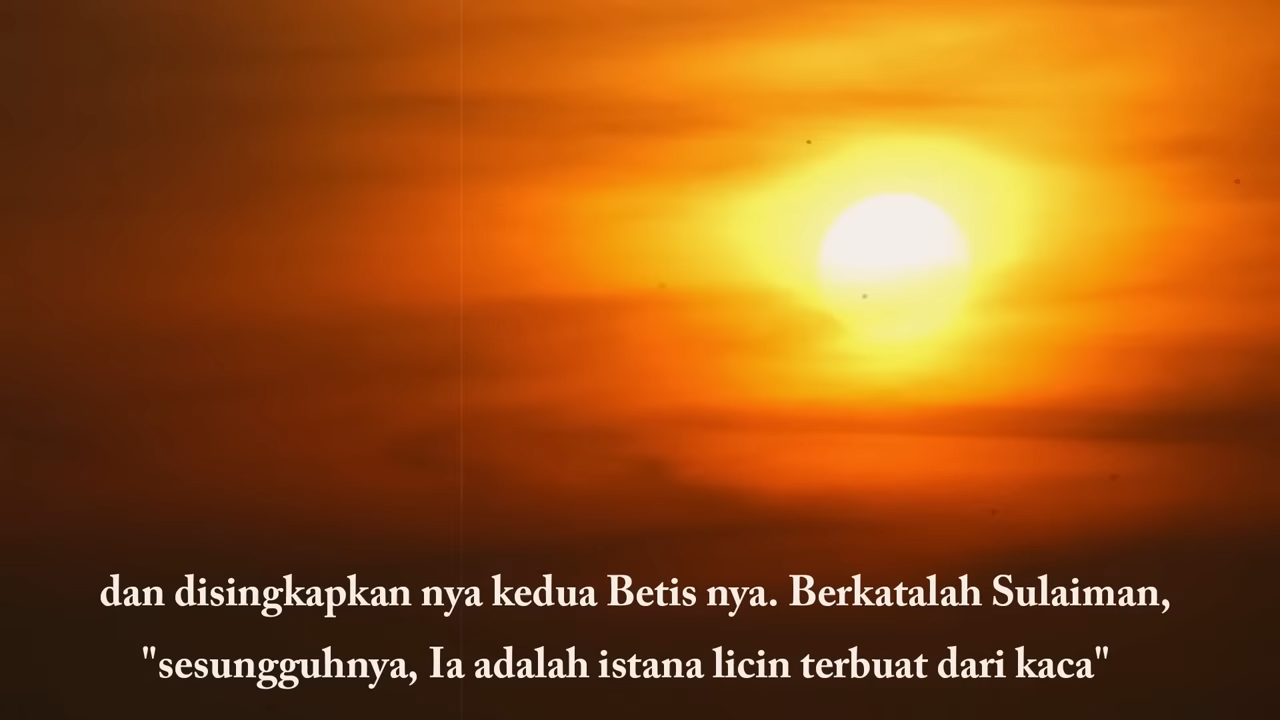 dan disingkapkan nya kedua Betis nya. Berkatalah Sulaiman,
"sesungguhnya, Ia adalah istana licin terbuat dari kaca"